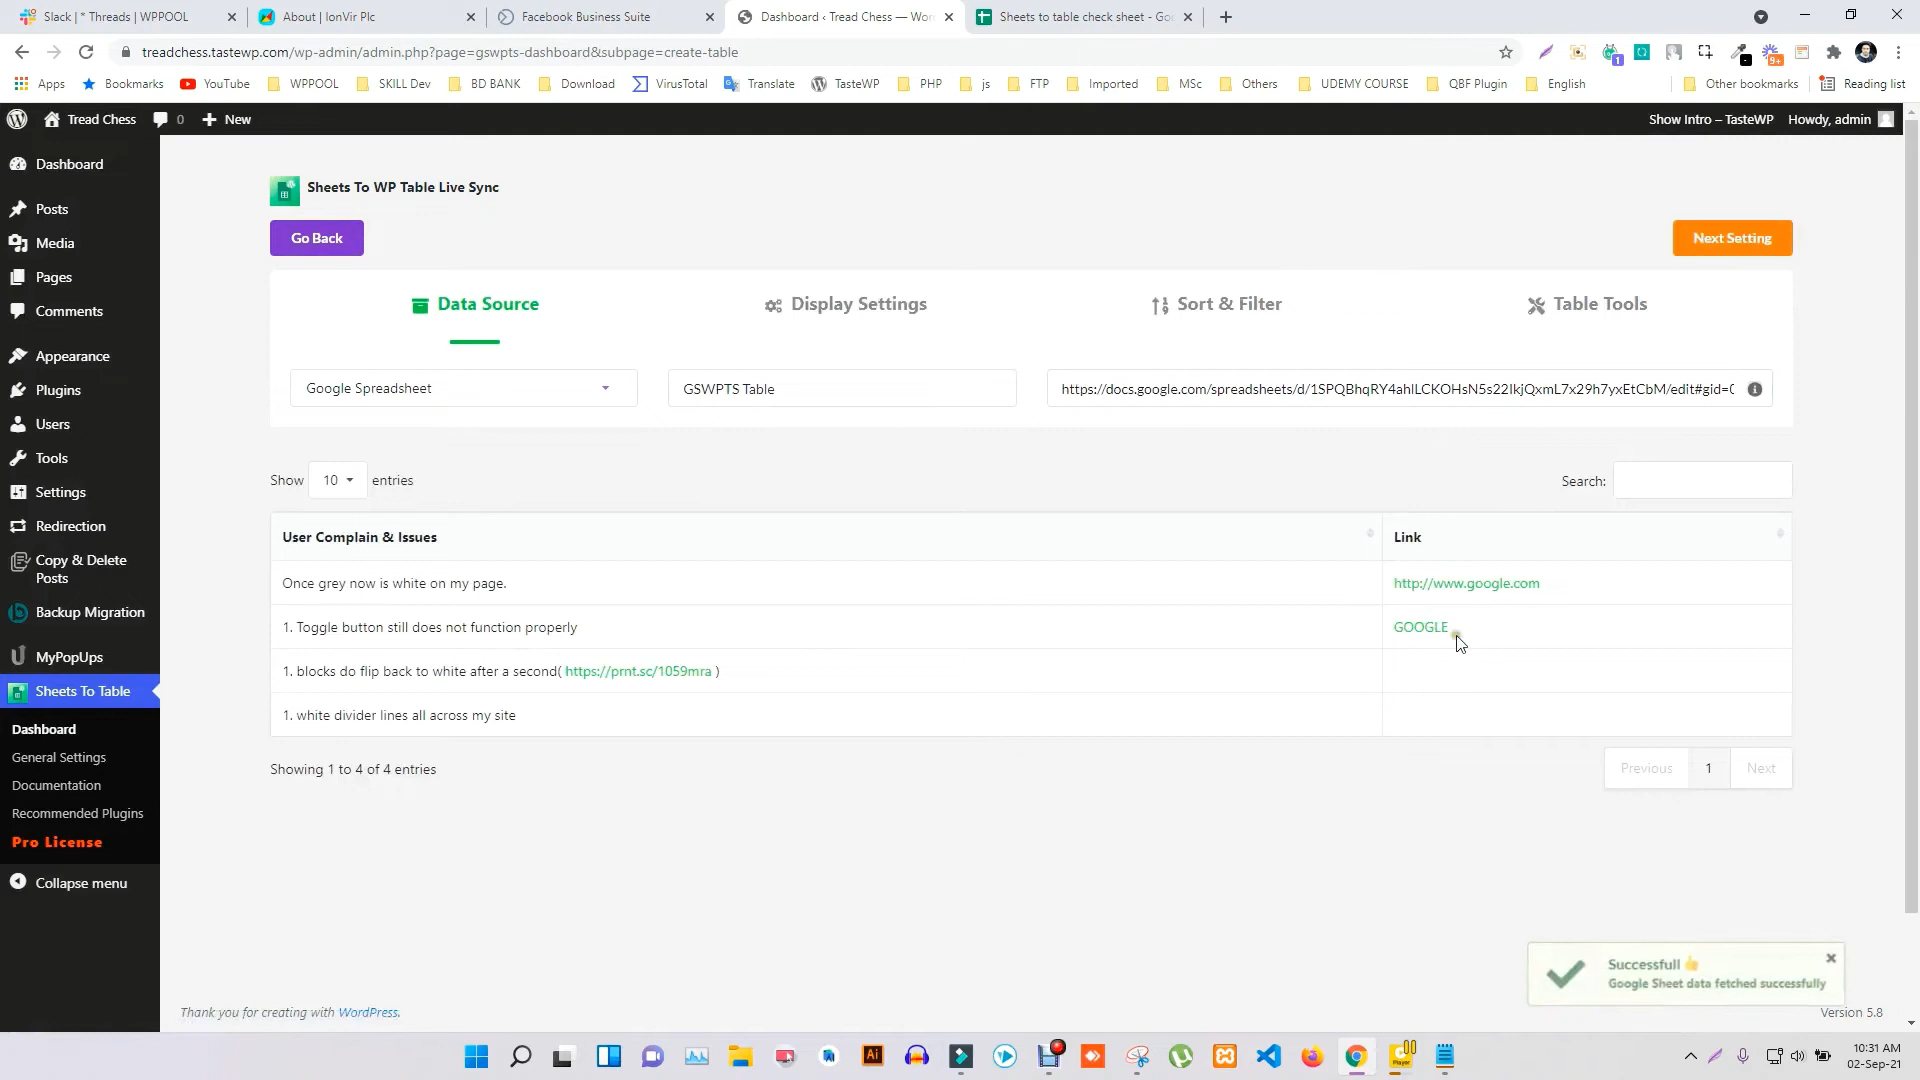 Slack | * Threads | WPPOOL
About | IonVir Plc
Facebook Business Suite
Dashboard ‹ Tread Chess — Wor
Sheets to table check sheet - Goo
treadchess.tastewp.com/wp-admin/admin.php?page=gswpts-dashboard&subpage=create-table
Apps
Bookmarks
YouTube
WPPOOL
SKILL Dev
BD BANK
Download
VirusTotal
Translate
TasteWP
PHP
js
FTP
Imported
MSc
Others
UDEMY COURSE
QBF Plugin
English
Other bookmarks
Reading list
Tread Chess
0
New
Show Intro – TasteWP
Howdy, admin
Dashboard
Posts
Media
Pages
Comments
Appearance
Plugins
Users
Tools
Settings
Redirection
Copy & Delete
Posts
Backup Migration
MyPopUps
Sheets To Table
Dashboard
General Settings
Documentation
Recommended Plugins
Pro License
Collapse menu
Sheets To WP Table Live Sync
Go Back
Next Setting
Data Source
Display Settings
Sort & Filter
Table Tools
Google Spreadsheet
GSWPTS Table
Show 10 entries
Search:
User Complain & Issues
Link
Once grey now is white on my page.
http://www.google.com
1. Toggle button still does not function properly
GOOGLE
1. blocks do flip back to white after a second( https://prnt.sc/1059mra )
1. white divider lines all across my site
Showing 1 to 4 of 4 entries
Previous
1
Next
Successfull
Google Sheet data fetched successfully
Thank you for creating with WordPress.
Version 5.8
10:31 AM
02-Sep-21